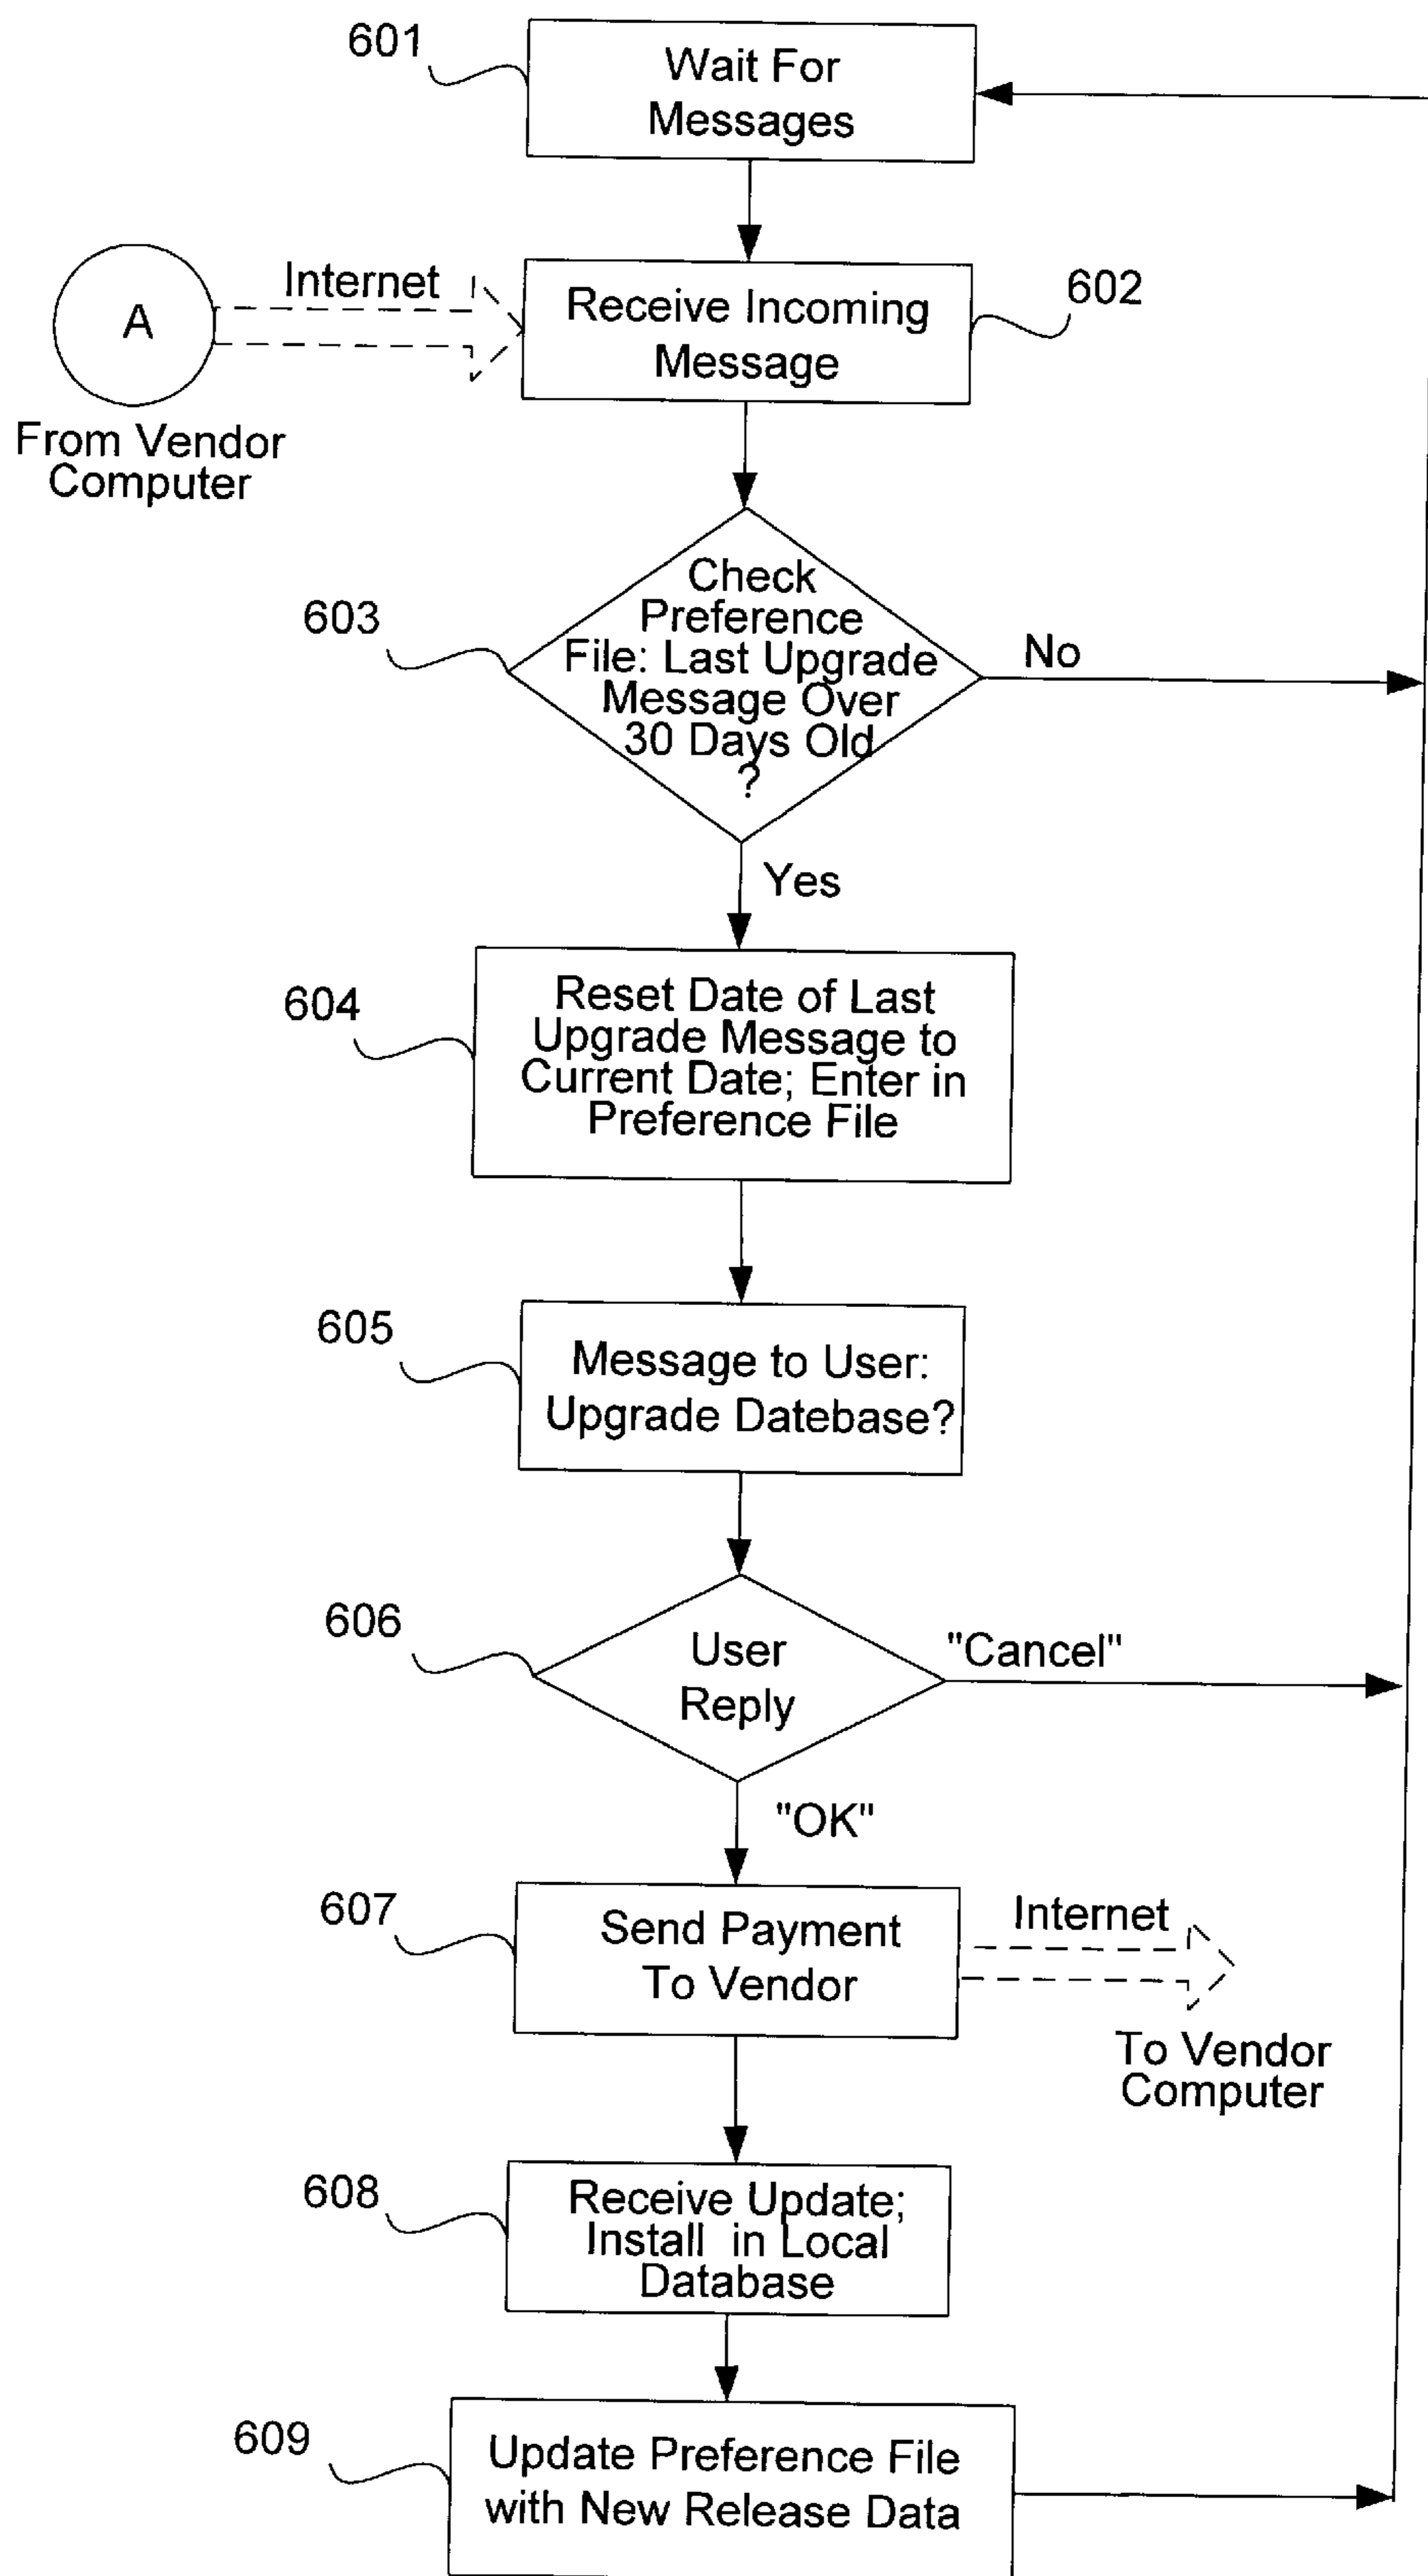 601
Wait For
Messages
A
Internet
From Vendor
Computer
Receive Incoming
Message
602
603
Check
Preference
File: Last Upgrade
Message Over
30 Days Old
?
No
Yes
604
Reset Date of Last
Upgrade Message to
Current Date; Enter in
Preference File
605
Message to User:
Upgrade Datebase?
606
User
Reply
"Cancel"
"OK"
607
Send Payment
To Vendor
Internet
To Vendor
Computer
608
Receive Update;
Install in Local
Database
609
Update Preference File
with New Release Data